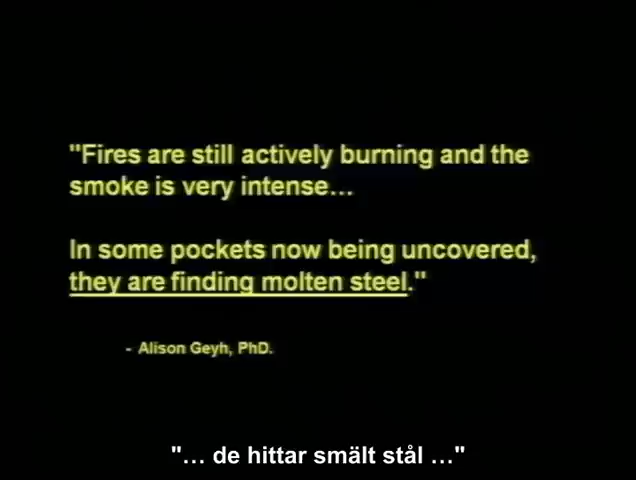 "Fires are still actively burning and the
smoke is very intense...
In some pockets now being uncovered,
they are finding molten steel."
- Alison Geyh, PhD.
"... de hittar smält stål ..."